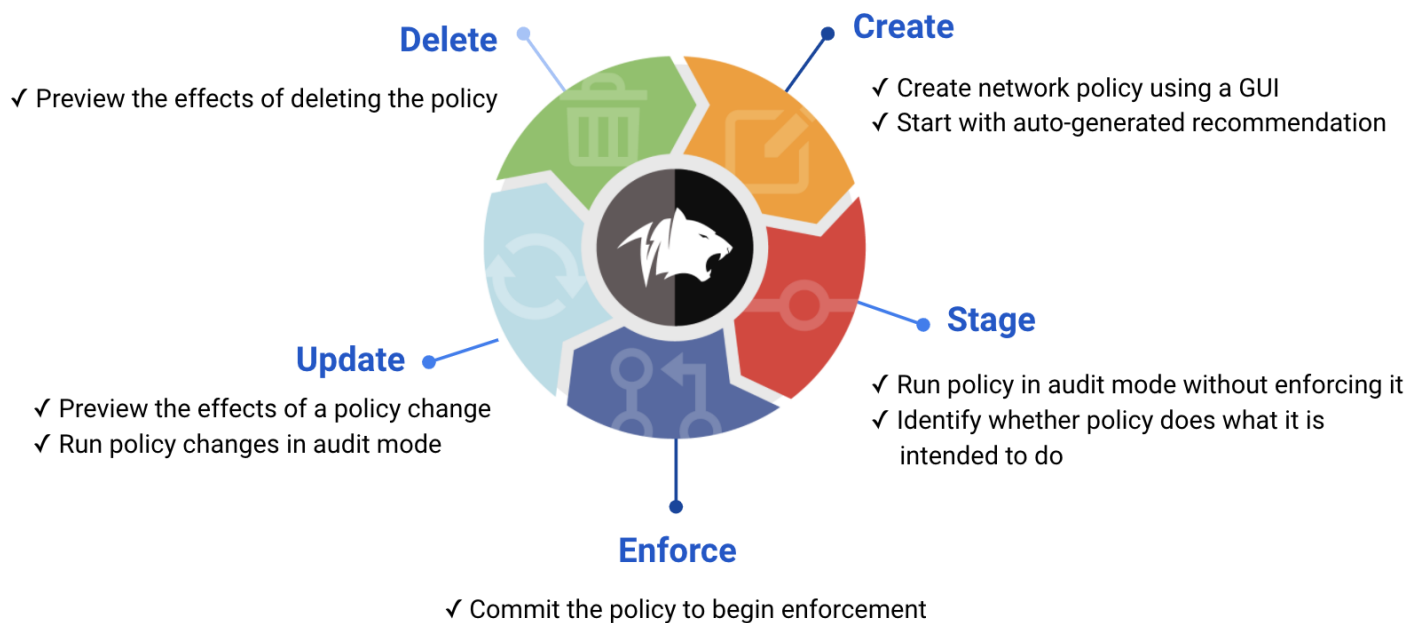 Delete
✓ Preview the effects of deleting the policy
Create
✓ Create network policy using a GUI
✓ Start with auto-generated recommendation
Stage
✓ Run policy in audit mode without enforcing it
✓ Identify whether policy does what it is
intended to do
Enforce
✓ Commit the policy to begin enforcement
Update
✓ Preview the effects of a policy change
✓ Run policy changes in audit mode